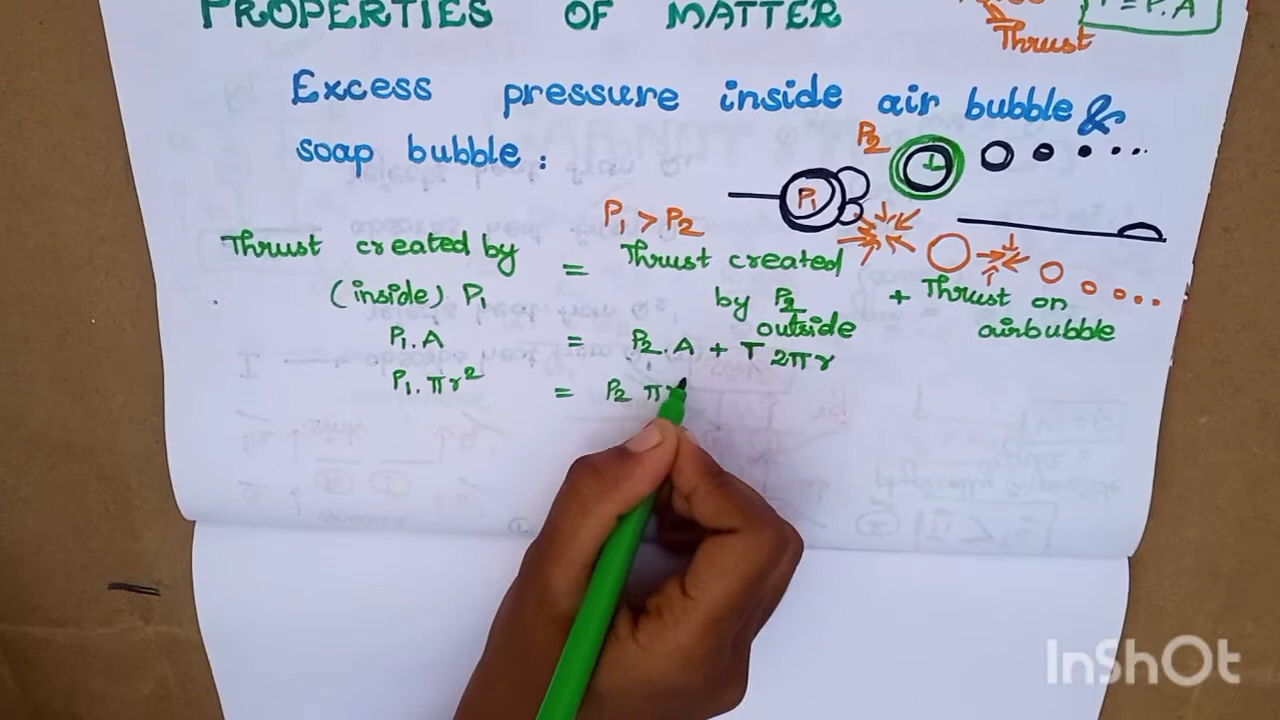 PROPERTIES OF MATTER
Thrust
F = P.A
Excess pressure inside air bubble &
soap bubble :
P2
P1
P1 > P2
Thrust created by = Thrust created + Thrust on
(inside) P1 by P2 airbubble
outside
P1.A = P2.A + T 2πr
P1.πr² = P2 πr
InShOt